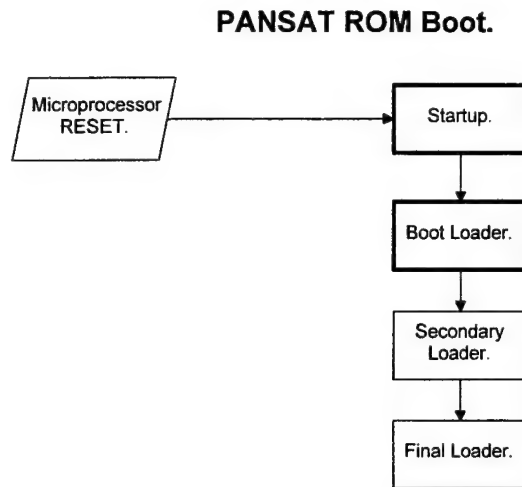 PANSAT ROM Boot.
Microprocessor
RESET.
Startup.
Boot Loader.
Secondary
Loader.
Final Loader.